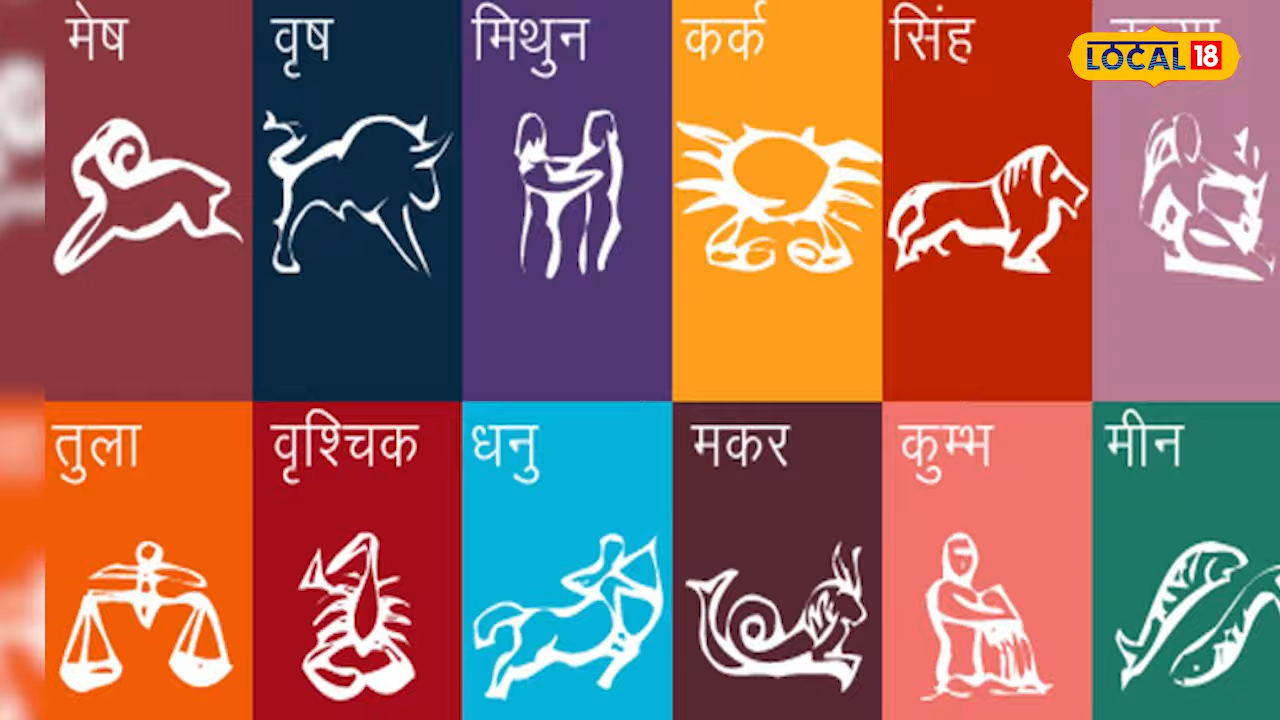 मेष
वृष
मिथुन
कर्क
सिंह
LOCAL 18
तुला
वृश्चिक
धनु
मकर
कुम्भ
मीन